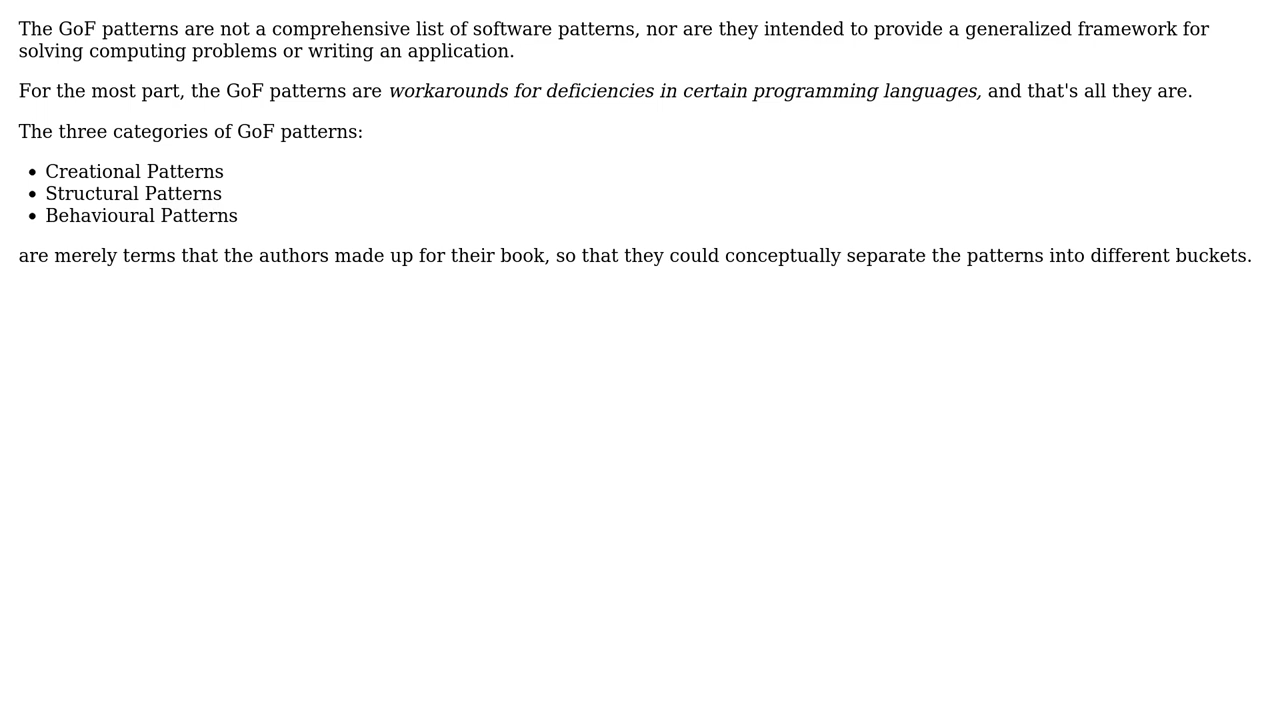 The GoF patterns are not a comprehensive list of software patterns, nor are they intended to provide a generalized framework for
solving computing problems or writing an application.
For the most part, the GoF patterns are workarounds for deficiencies in certain programming languages, and that's all they are.
The three categories of GoF patterns:
• Creational Patterns
• Structural Patterns
• Behavioural Patterns
are merely terms that the authors made up for their book, so that they could conceptually separate the patterns into different buckets.